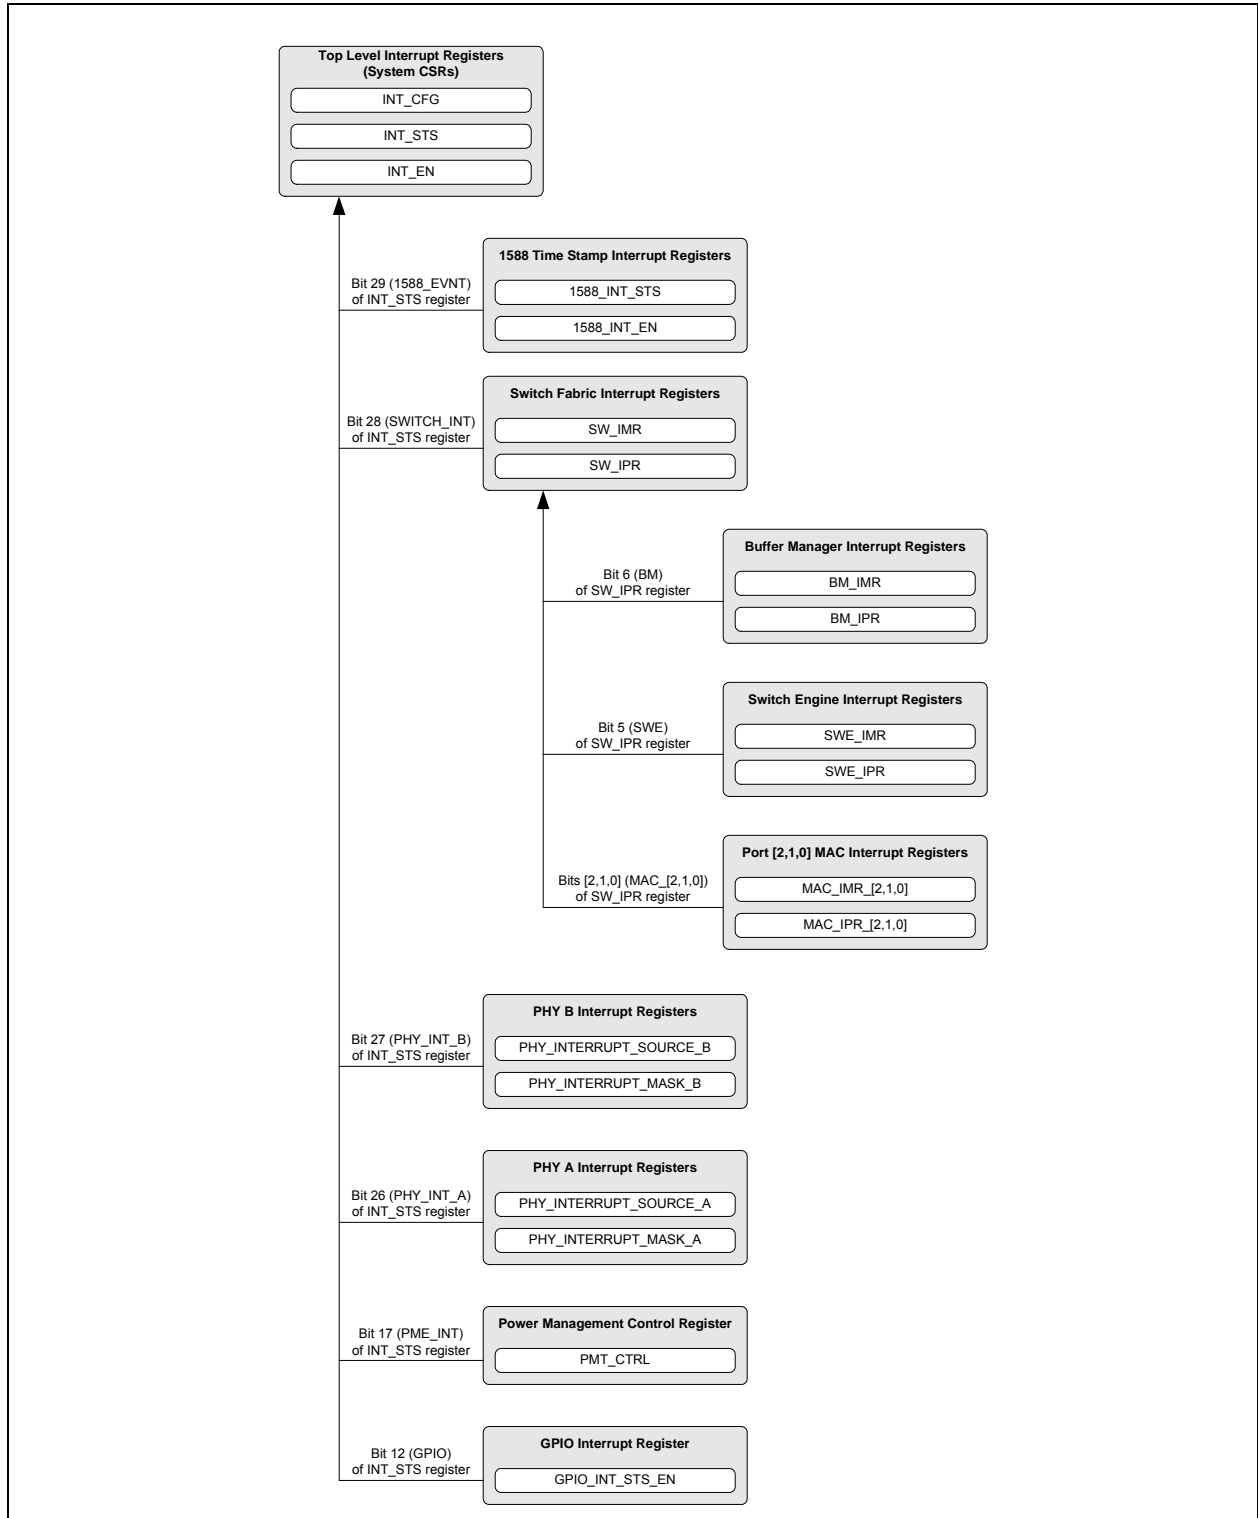 Top Level Interrupt Registers
(System CSRs)
INT_CFG
INT_STS
INT_EN
Bit 29 (1588_EVNT)
of INT_STS register
1588 Time Stamp Interrupt Registers
1588_INT_STS
1588_INT_EN
Bit 28 (SWITCH_INT)
of INT_STS register
Switch Fabric Interrupt Registers
SW_IMR
SW_IPR
Bit 6 (BM)
of SW_IPR register
Buffer Manager Interrupt Registers
BM_IMR
BM_IPR
Bit 5 (SWE)
of SW_IPR register
Switch Engine Interrupt Registers
SWE_IMR
SWE_IPR
Bits [2,1,0] (MAC_[2,1,0])
of SW_IPR register
Port [2,1,0] MAC Interrupt Registers
MAC_IMR_[2,1,0]
MAC_IPR_[2,1,0]
Bit 27 (PHY_INT_B)
of INT_STS register
PHY B Interrupt Registers
PHY_INTERRUPT_SOURCE_B
PHY_INTERRUPT_MASK_B
Bit 26 (PHY_INT_A)
of INT_STS register
PHY A Interrupt Registers
PHY_INTERRUPT_SOURCE_A
PHY_INTERRUPT_MASK_A
Bit 17 (PME_INT)
of INT_STS register
Power Management Control Register
PMT_CTRL
Bit 12 (GPIO)
of INT_STS register
GPIO Interrupt Register
GPIO_INT_STS_EN